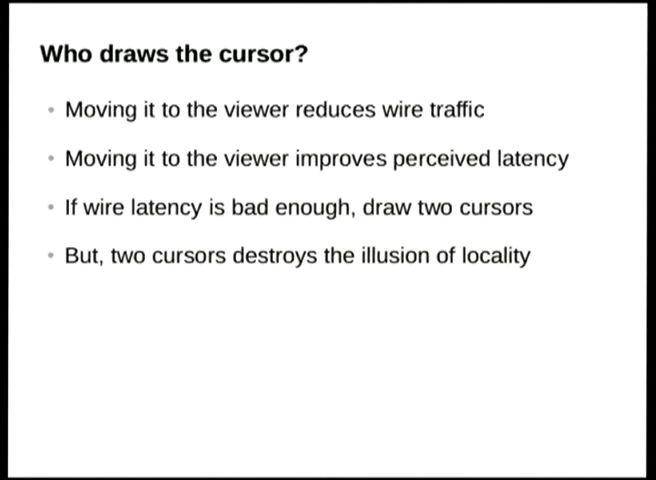 Who draws the cursor?
Moving it to the viewer reduces wire traffic
Moving it to the viewer improves perceived latency
If wire latency is bad enough, draw two cursors
But, two cursors destroys the illusion of locality